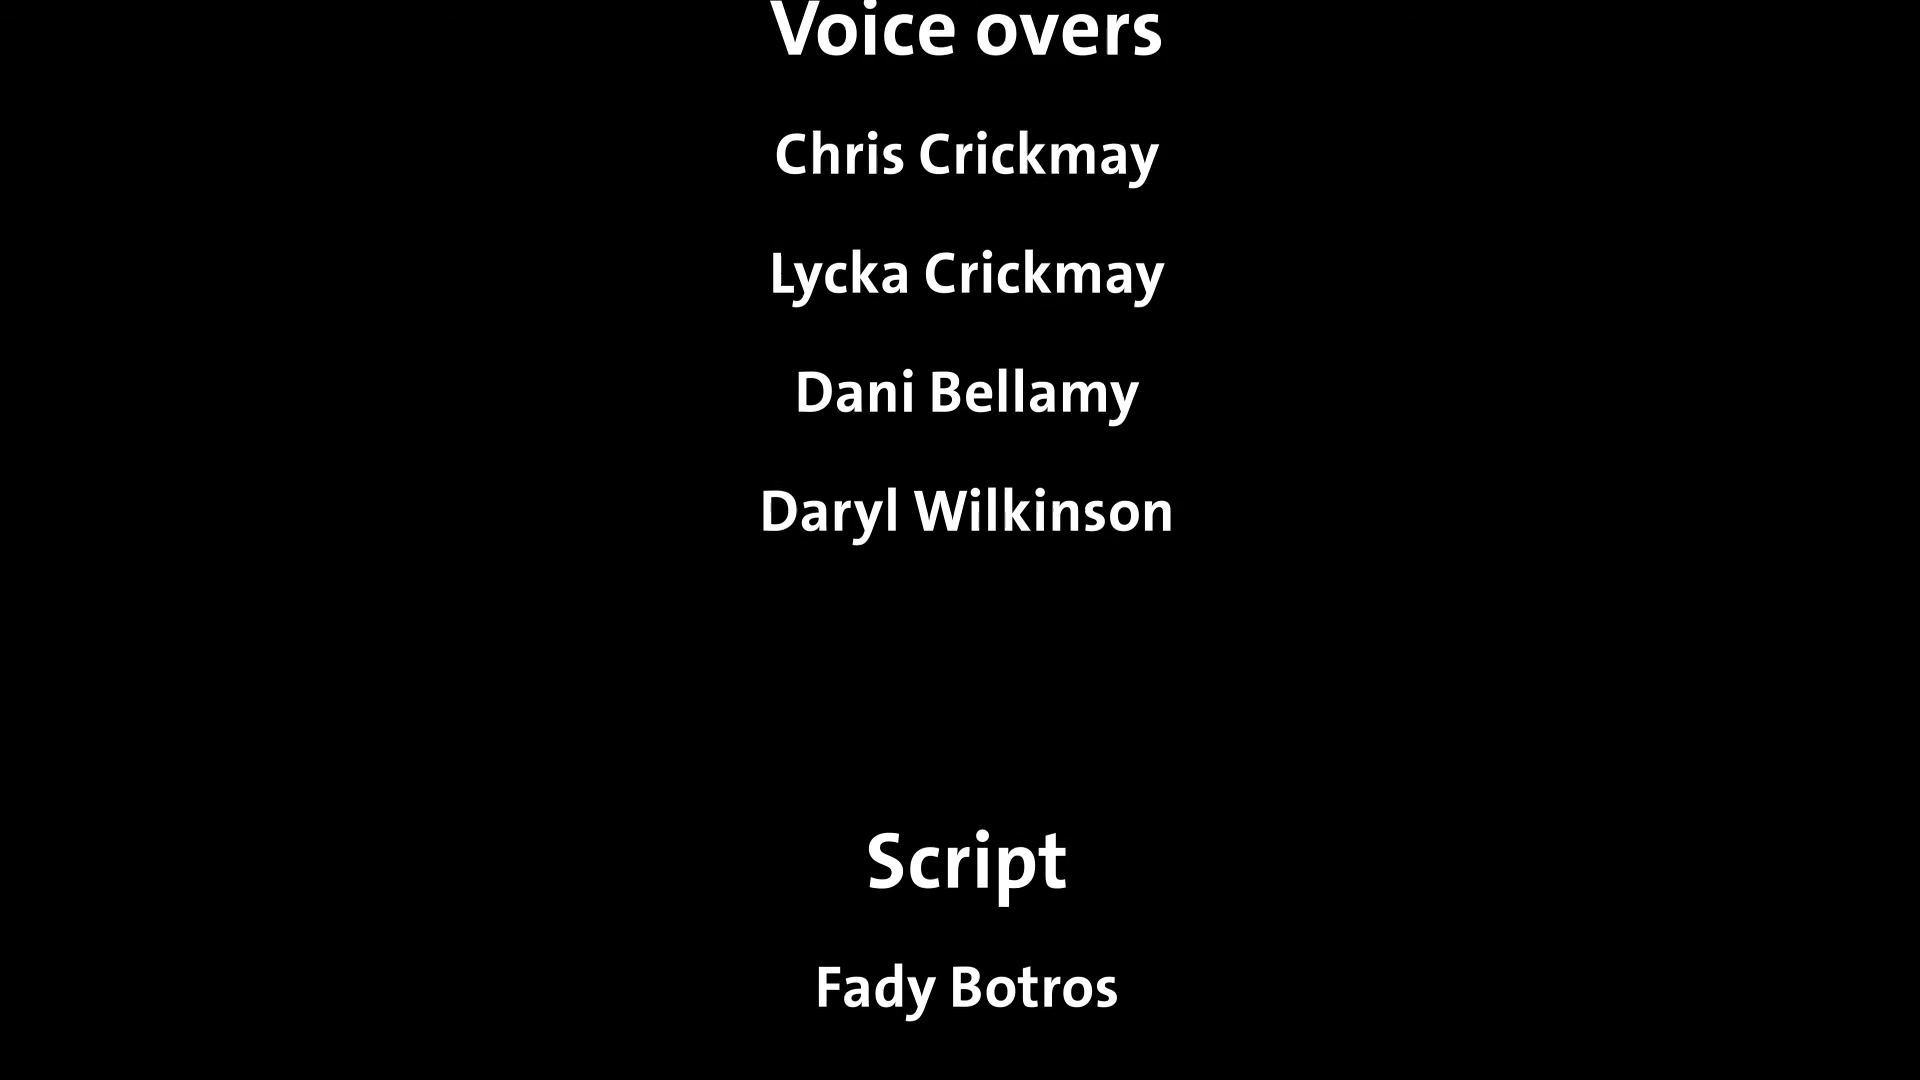 Voice overs
Chris Crickmay
Lycka Crickmay
Dani Bellamy
Daryl Wilkinson
Script
Fady Botros